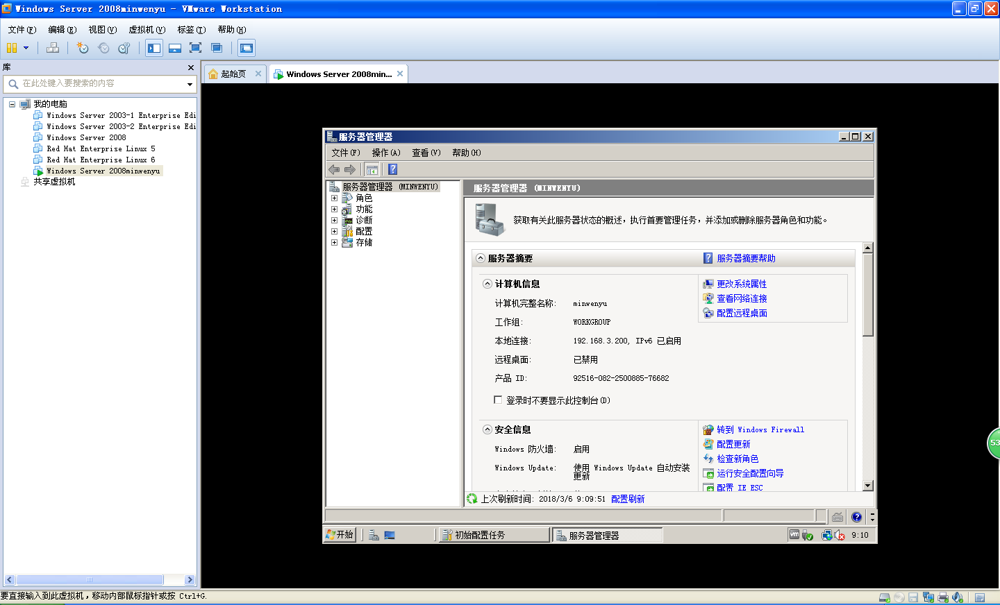 Windows Server 2008minwenyu - VMware Workstation
文件(F) 编辑(E) 视图(V) 虚拟机(V) 标签(T) 帮助(H)
库
在此处键入要搜索的内容
我的电脑
Windows Server 2003-1 Enterprise Edi
Windows Server 2003-2 Enterprise Edi
Windows Server 2008
Red Hat Enterprise Linux 5
Red Hat Enterprise Linux 6
Windows Server 2008minwenyu
共享虚拟机
起始页
Windows Server 2008min...
服务器管理器
文件(F) 操作(A) 查看(V) 帮助(H)
服务器管理器 (MINWENYU)
角色
功能
诊断
配置
存储
服务器管理器 (MINWENYU)
获取有关此服务器状态的概述，执行首要管理任务，并添加或删除服务器角色和功能。
服务器摘要
服务器摘要帮助
计算机信息
计算机完整名称: minwenyu
工作组: WORKGROUP
本地连接: 192.168.3.200, IPv6 已启用
远程桌面: 已禁用
产品 ID: 92516-082-2500885-76682
登录时不要显示此控制台(D)
更改系统属性
查看网络连接
配置远程桌面
安全信息
Windows 防火墙: 启用
Windows Update: 使用 Windows Update 自动安装
更新
转到 Windows Firewall
配置更新
检查新角色
运行安全配置向导
配置 IE ESC
上次刷新时间: 2018/3/6 9:09:51 配置刷新
开始 初始配置任务 服务器管理器 9:10
53
要直接输入到此虚拟机，移动内部鼠标指针或按 Ctrl+G.